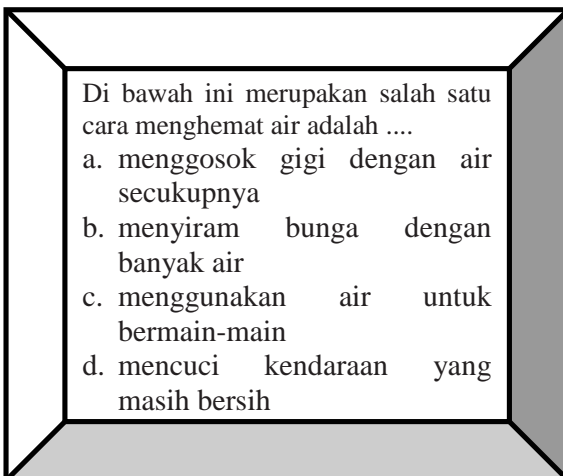 Di bawah ini merupakan salah satu
cara menghemat air adalah ....
a. menggosok gigi dengan air
secukupnya
b. menyiram bunga dengan
banyak air
c. menggunakan air untuk
bermain-main
d. mencuci kendaraan yang
masih bersih